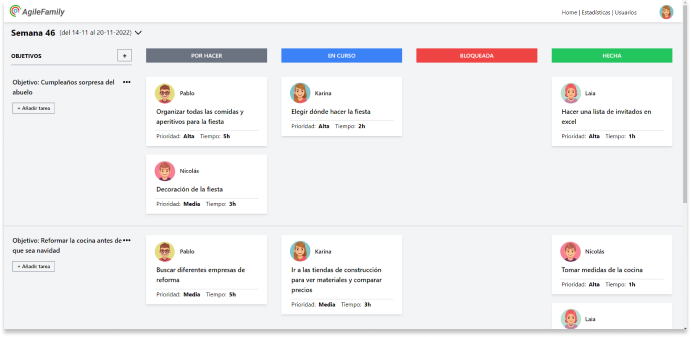 AgileFamily
Home | Estadísticas | Usuarios
Semana 46 (del 14-11 al 20-11-2022)
OBJETIVOS +
POR HACER
EN CURSO
BLOQUEADA
HECHA
Objetivo: Cumpleaños sorpresa del
abuelo
+ Añadir tarea
Pablo
Organizar todas las comidas y
aperitivos para la fiesta
Prioridad: Alta Tiempo: 5h
Nicolás
Decoración de la fiesta
Prioridad: Media Tiempo: 3h
Karina
Elegir dónde hacer la fiesta
Prioridad: Alta Tiempo: 2h
Laia
Hacer una lista de invitados en
excel
Prioridad: Alta Tiempo: 1h
Objetivo: Reformar la cocina antes de
que sea navidad
+ Añadir tarea
Pablo
Buscar diferentes empresas de
reforma
Prioridad: Media Tiempo: 5h
Karina
Ir a las tiendas de construcción
para ver materiales y comparar
precios
Prioridad: Media Tiempo: 3h
Nicolás
Tomar medidas de la cocina
Prioridad: Alta Tiempo: 1h
Laia